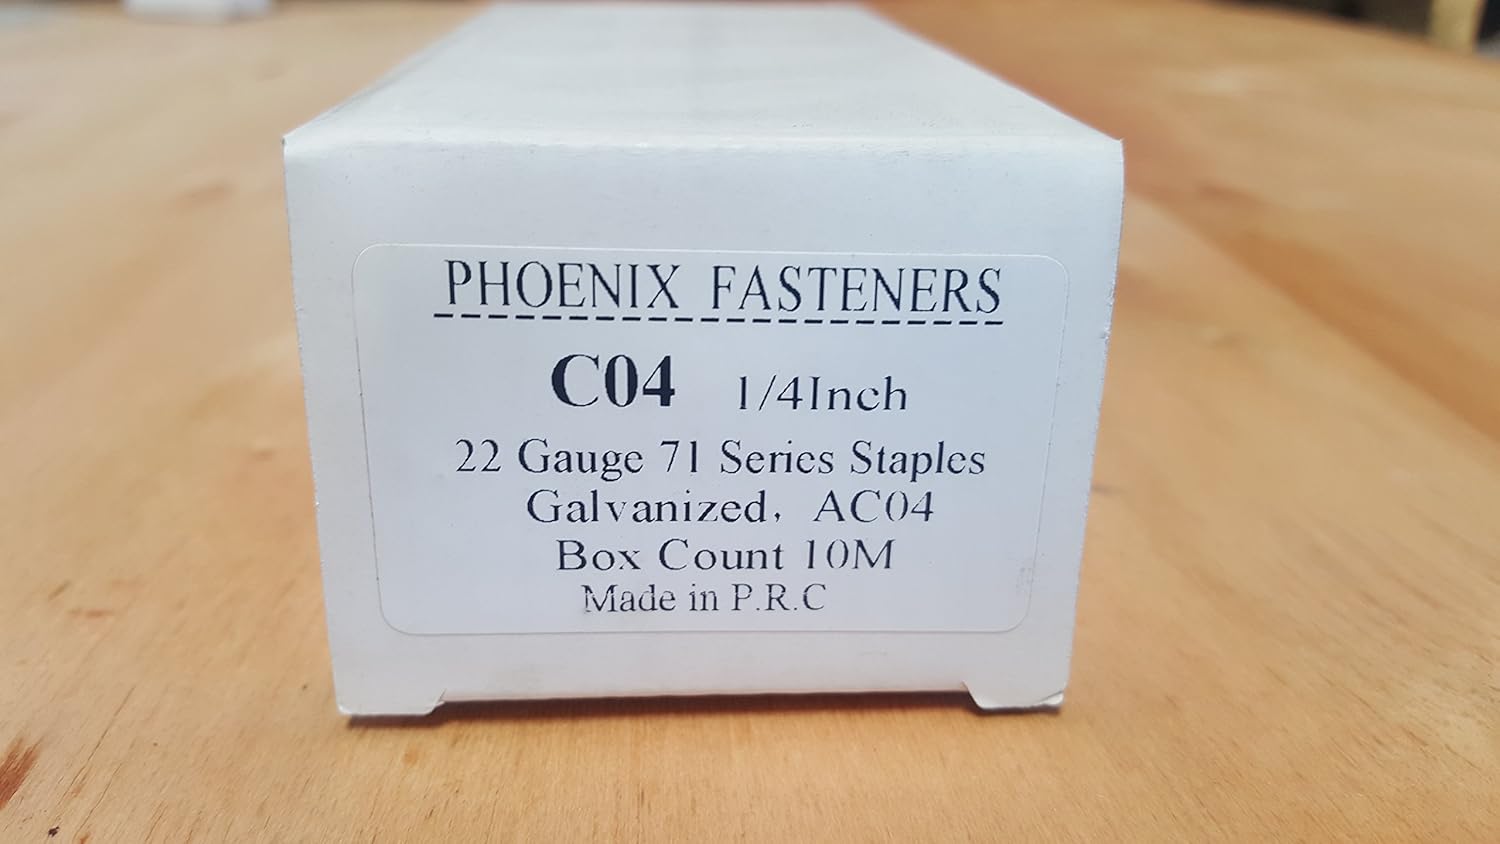 PHOENIX FASTENERS
C04 1/4Inch
22 Gauge 71 Series Staples
Galvanized, AC04
Box Count 10M
Made in P.R.C